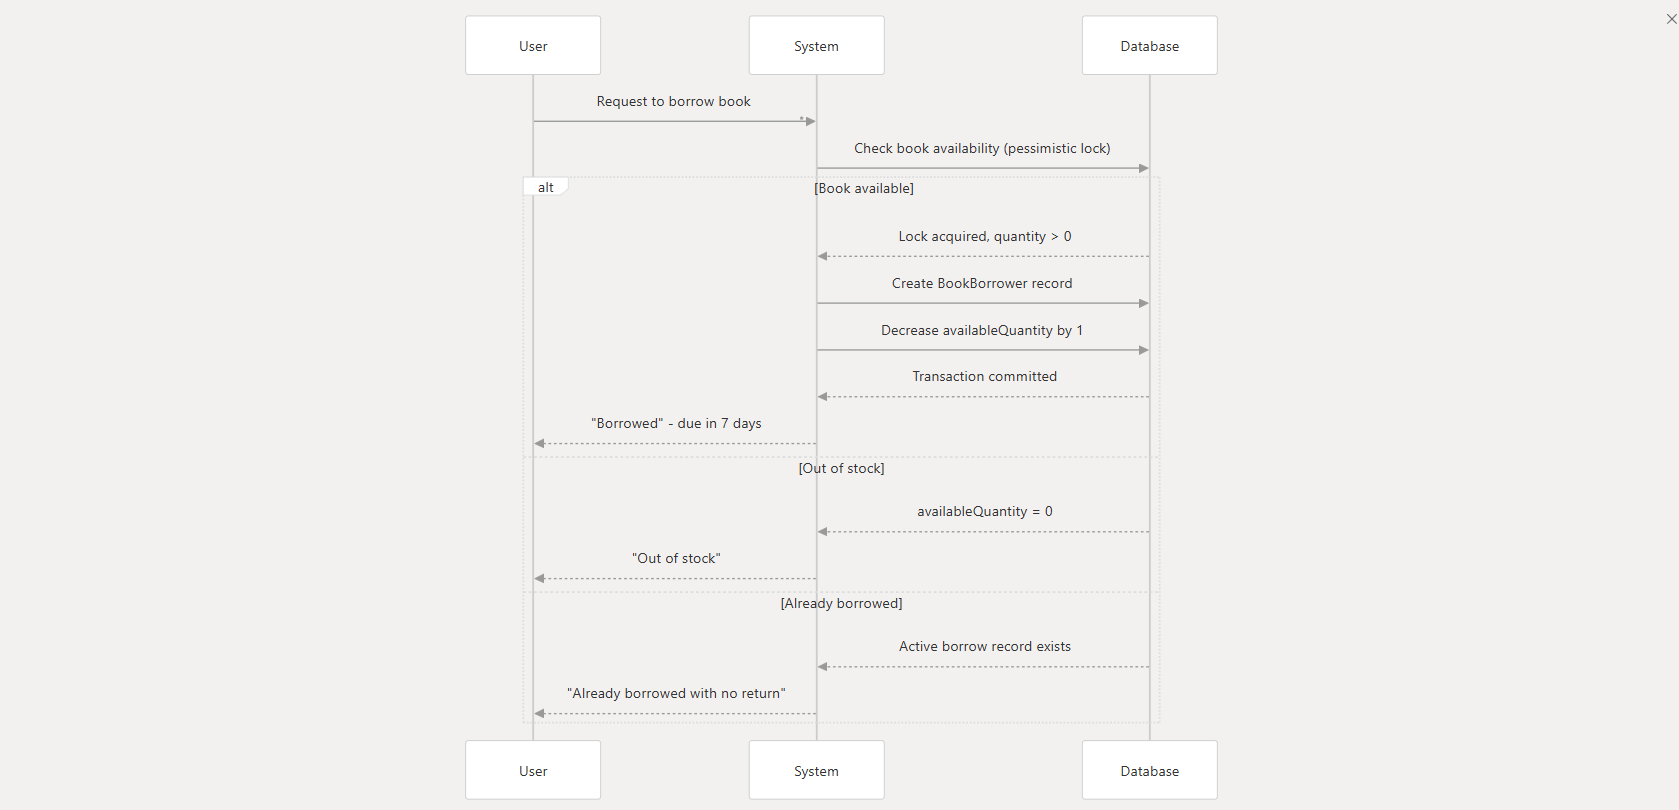 User
System
Database
Request to borrow book
Check book availability (pessimistic lock)
alt
[Book available]
Lock acquired, quantity > 0
Create BookBorrower record
Decrease availableQuantity by 1
Transaction committed
"Borrowed" - due in 7 days
[Out of stock]
availableQuantity = 0
"Out of stock"
[Already borrowed]
Active borrow record exists
"Already borrowed with no return"
User
System
Database